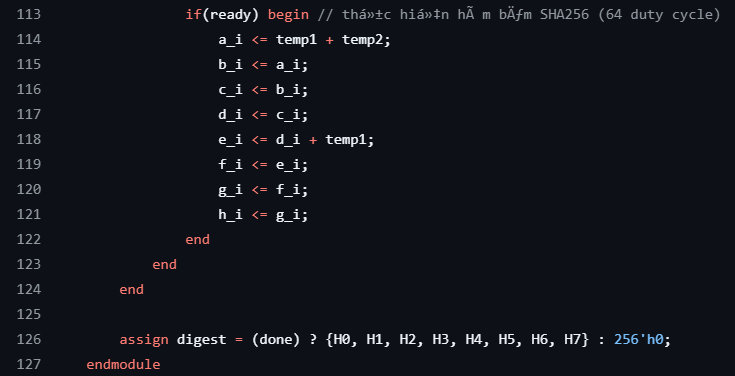 113 if(ready) begin // thá»±c hiá»‡n hÃ m bÄƒm SHA256 (64 duty cycle)
114 a_i <= temp1 + temp2;
115 b_i <= a_i;
116 c_i <= b_i;
117 d_i <= c_i;
118 e_i <= d_i + temp1;
119 f_i <= e_i;
120 g_i <= f_i;
121 h_i <= g_i;
122 end
123 end
124 end
125
126 assign digest = (done) ? {H0, H1, H2, H3, H4, H5, H6, H7} : 256'h0;
127 endmodule